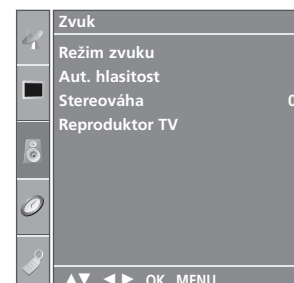 Zvuk
Režim zvuku
Aut. hlasitost
Stereováha 0
Reproduktor TV
▲▼ ◄► OK MENU